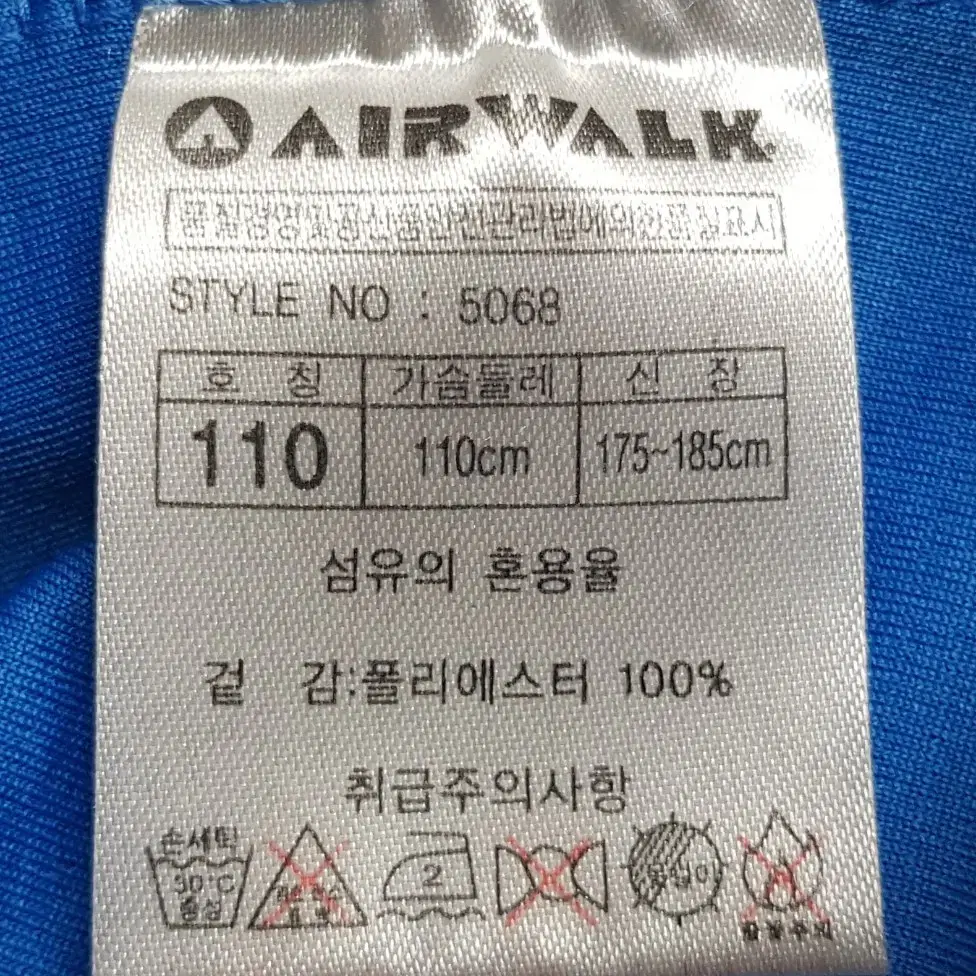 AIRWALK
품질경영및공산품안전관리법에의한품질표시
STYLE NO : 5068
호 칭 가슴둘레 신 장
110 110cm 175~185cm
섬유의 혼용율
겉 감:폴리에스터 100%
취급주의사항
손세탁
30°C
중성
2